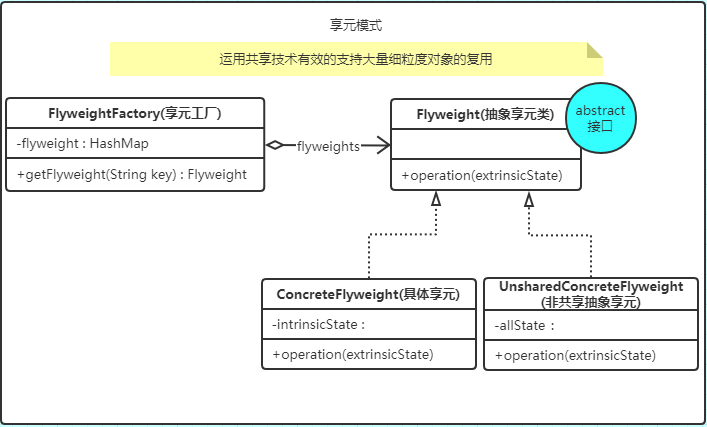 享元模式
运用共享技术有效的支持大量细粒度对象的复用
FlyweightFactory(享元工厂)
-flyweight : HashMap
+getFlyweight(String key) : Flyweight
flyweights
Flyweight(抽象享元类)
+operation(extrinsicState)
abstract
接口
ConcreteFlyweight(具体享元)
-intrinsicState :
+operation(extrinsicState)
UnsharedConcreteFlyweight
(非共享抽象享元)
-allState :
+operation(extrinsicState)